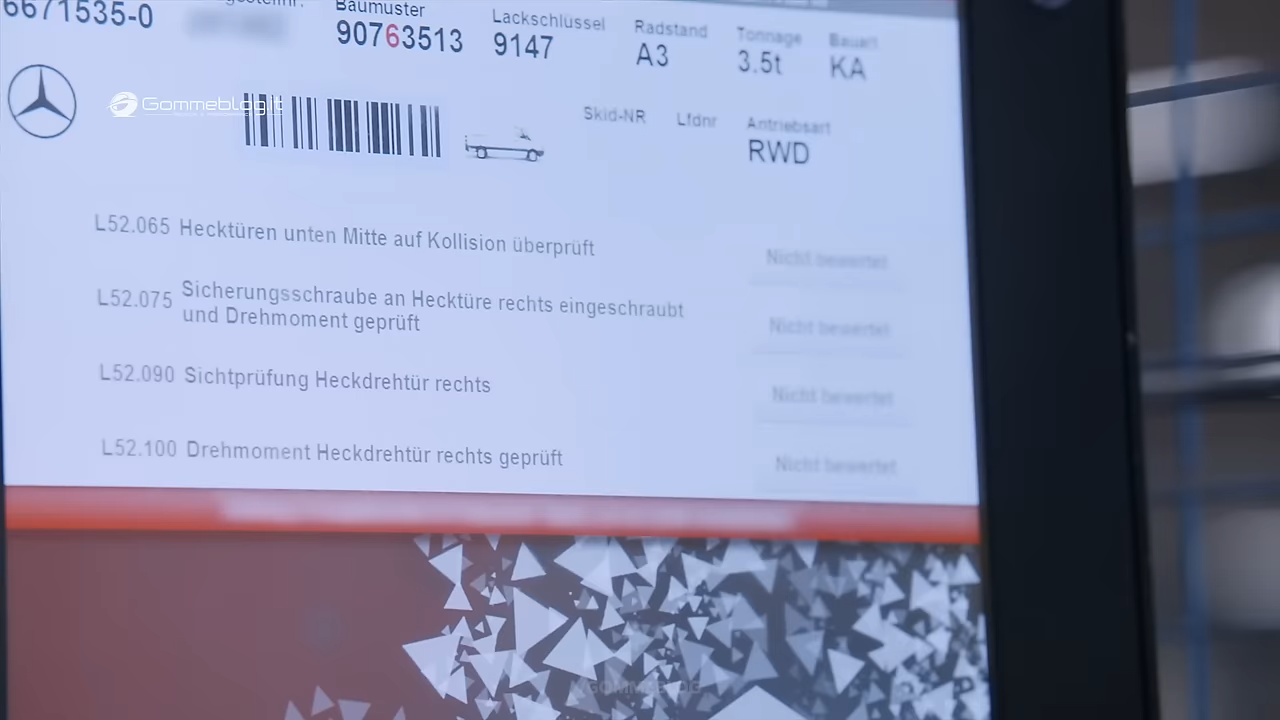 6671535-0
Baumuster
90763513
Lackschlüssel
9147
Radstand
A3
Tonnage
3.5t
Bauart
KA
Gommeblog.it
Skid-NR
Lfdnr
Antriebsart
RWD
L52.065 Hecktüren unten Mitte auf Kollision überprüft
Nicht bewertet
L52.075 Sicherungsschraube an Hecktüre rechts eingeschraubt
und Drehmoment geprüft
Nicht bewertet
L52.090 Sichtprüfung Heckdrehtür rechts
Nicht bewertet
L52.100 Drehmoment Heckdrehtür rechts geprüft
Nicht bewertet
GOMMEBLOG